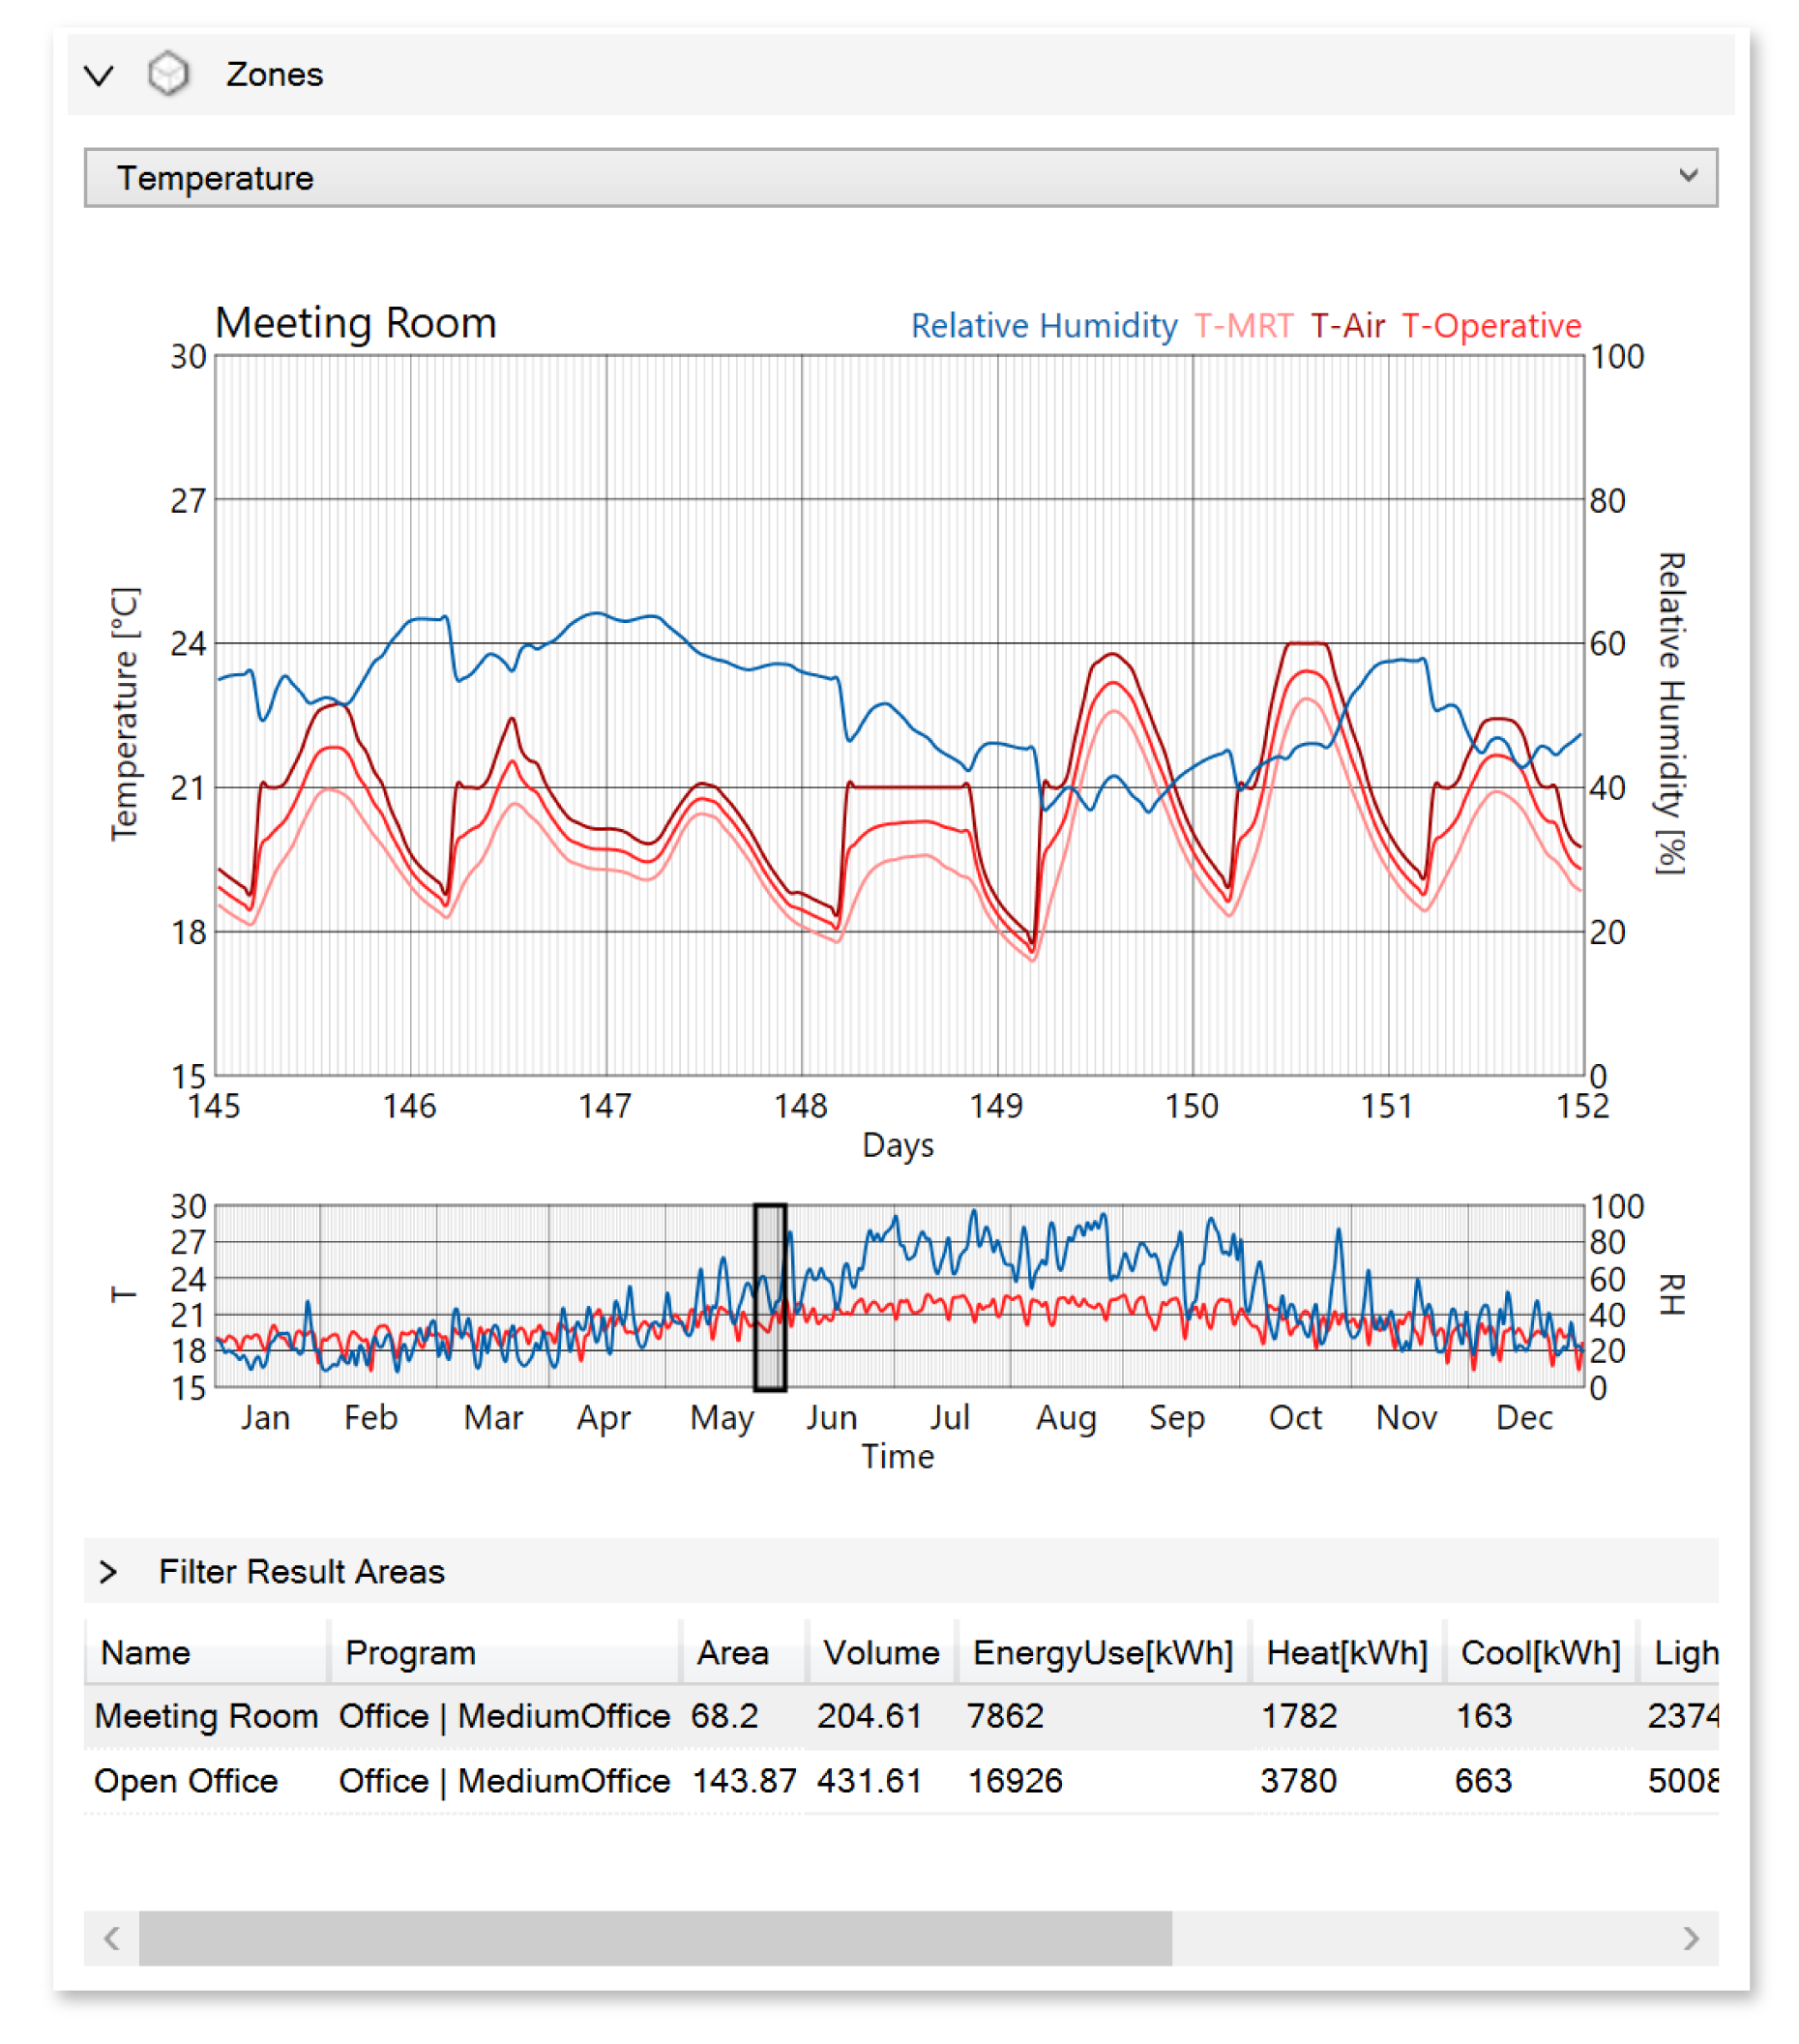 Zones
Temperature
Meeting Room
Relative Humidity T-MRT T-Air T-Operative
30
27
24
21
18
15
Temperature [°C]
100
80
60
40
20
0
Relative Humidity [%]
145 146 147 148 149 150 151 152
Days
30
27
24
21
18
15
T
100
80
60
40
20
0
RH
Jan Feb Mar Apr May Jun Jul Aug Sep Oct Nov Dec
Time
Filter Result Areas
Name Program Area Volume EnergyUse[kWh] Heat[kWh] Cool[kWh] Ligh
Meeting Room Office | MediumOffice 68.2 204.61 7862 1782 163 2374
Open Office Office | MediumOffice 143.87 431.61 16926 3780 663 5008